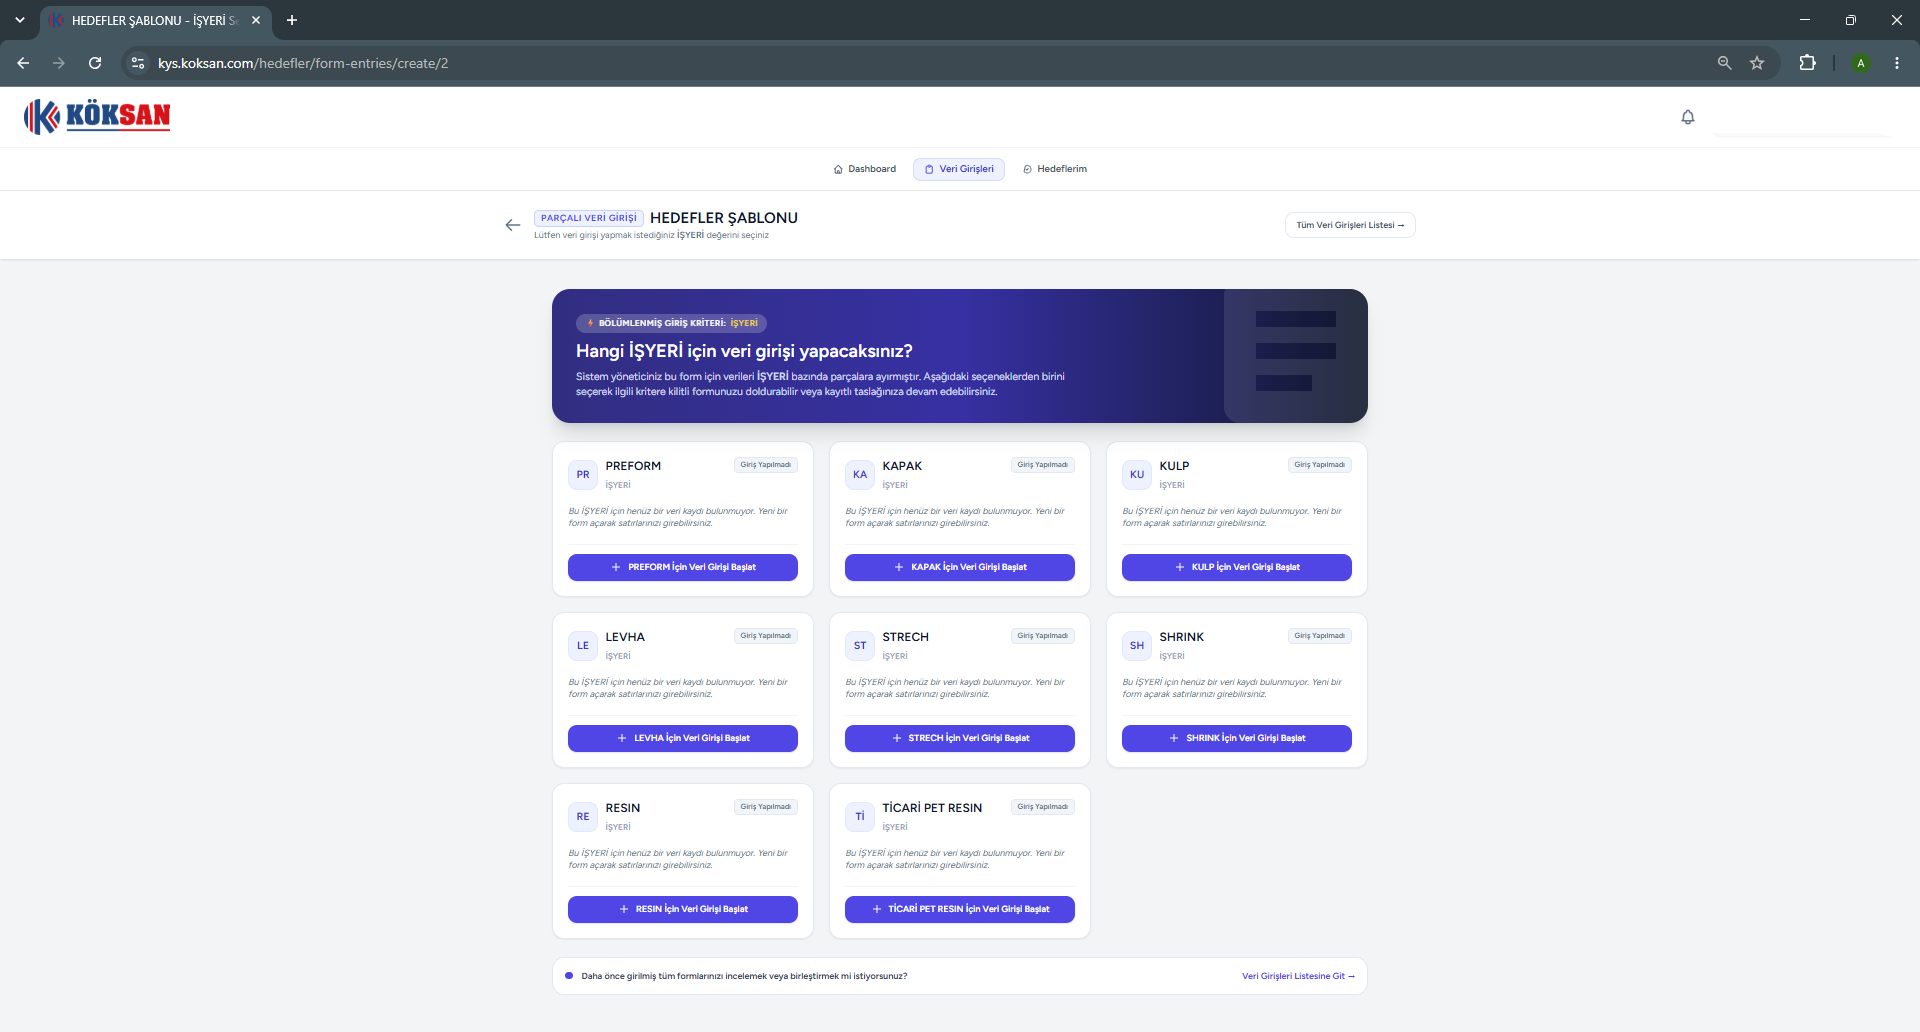 HEDEFLER ŞABLONU - İŞYERİ
kys.koksan.com/hedefler/form-entries/create/2
A
KÖKSAN
Dashboard
Veri Girişleri
Hedeflerim
PARÇALI VERİ GİRİŞİ
HEDEFLER ŞABLONU
Lütfen veri girişi yapmak istediğiniz İŞYERİ değerini seçiniz
Tüm Veri Girişleri Listesi →
BÖLÜMLENMİŞ GİRİŞ KRİTERİ: İŞYERİ
Hangi İŞYERİ için veri girişi yapacaksınız?
Sistem yöneticiniz bu form için verileri İŞYERİ bazında parçalara ayırmıştır. Aşağıdaki seçeneklerden birini
seçerek ilgili kritere kilitli formunuzu doldurabilir veya kayıtlı taslağınıza devam edebilirsiniz.
PR
PREFORM
İŞYERİ
Giriş Yapılmadı
Bu İŞYERİ için henüz bir veri kaydı bulunmuyor. Yeni bir
form açarak satırlarınızı girebilirsiniz.
+ PREFORM İçin Veri Girişi Başlat
KA
KAPAK
İŞYERİ
Giriş Yapılmadı
Bu İŞYERİ için henüz bir veri kaydı bulunmuyor. Yeni bir
form açarak satırlarınızı girebilirsiniz.
+ KAPAK İçin Veri Girişi Başlat
KU
KULP
İŞYERİ
Giriş Yapılmadı
Bu İŞYERİ için henüz bir veri kaydı bulunmuyor. Yeni bir
form açarak satırlarınızı girebilirsiniz.
+ KULP İçin Veri Girişi Başlat
LE
LEVHA
İŞYERİ
Giriş Yapılmadı
Bu İŞYERİ için henüz bir veri kaydı bulunmuyor. Yeni bir
form açarak satırlarınızı girebilirsiniz.
+ LEVHA İçin Veri Girişi Başlat
ST
STRECH
İŞYERİ
Giriş Yapılmadı
Bu İŞYERİ için henüz bir veri kaydı bulunmuyor. Yeni bir
form açarak satırlarınızı girebilirsiniz.
+ STRECH İçin Veri Girişi Başlat
SH
SHRINK
İŞYERİ
Giriş Yapılmadı
Bu İŞYERİ için henüz bir veri kaydı bulunmuyor. Yeni bir
form açarak satırlarınızı girebilirsiniz.
+ SHRINK İçin Veri Girişi Başlat
RE
RESIN
İŞYERİ
Giriş Yapılmadı
Bu İŞYERİ için henüz bir veri kaydı bulunmuyor. Yeni bir
form açarak satırlarınızı girebilirsiniz.
+ RESIN İçin Veri Girişi Başlat
Tİ
TİCARİ PET RESIN
İŞYERİ
Giriş Yapılmadı
Bu İŞYERİ için henüz bir veri kaydı bulunmuyor. Yeni bir
form açarak satırlarınızı girebilirsiniz.
+ TİCARİ PET RESIN İçin Veri Girişi Başlat
Daha önce girilmiş tüm formlarınızı incelemek veya birleştirmek mi istiyorsunuz?
Veri Girişleri Listesine Git →